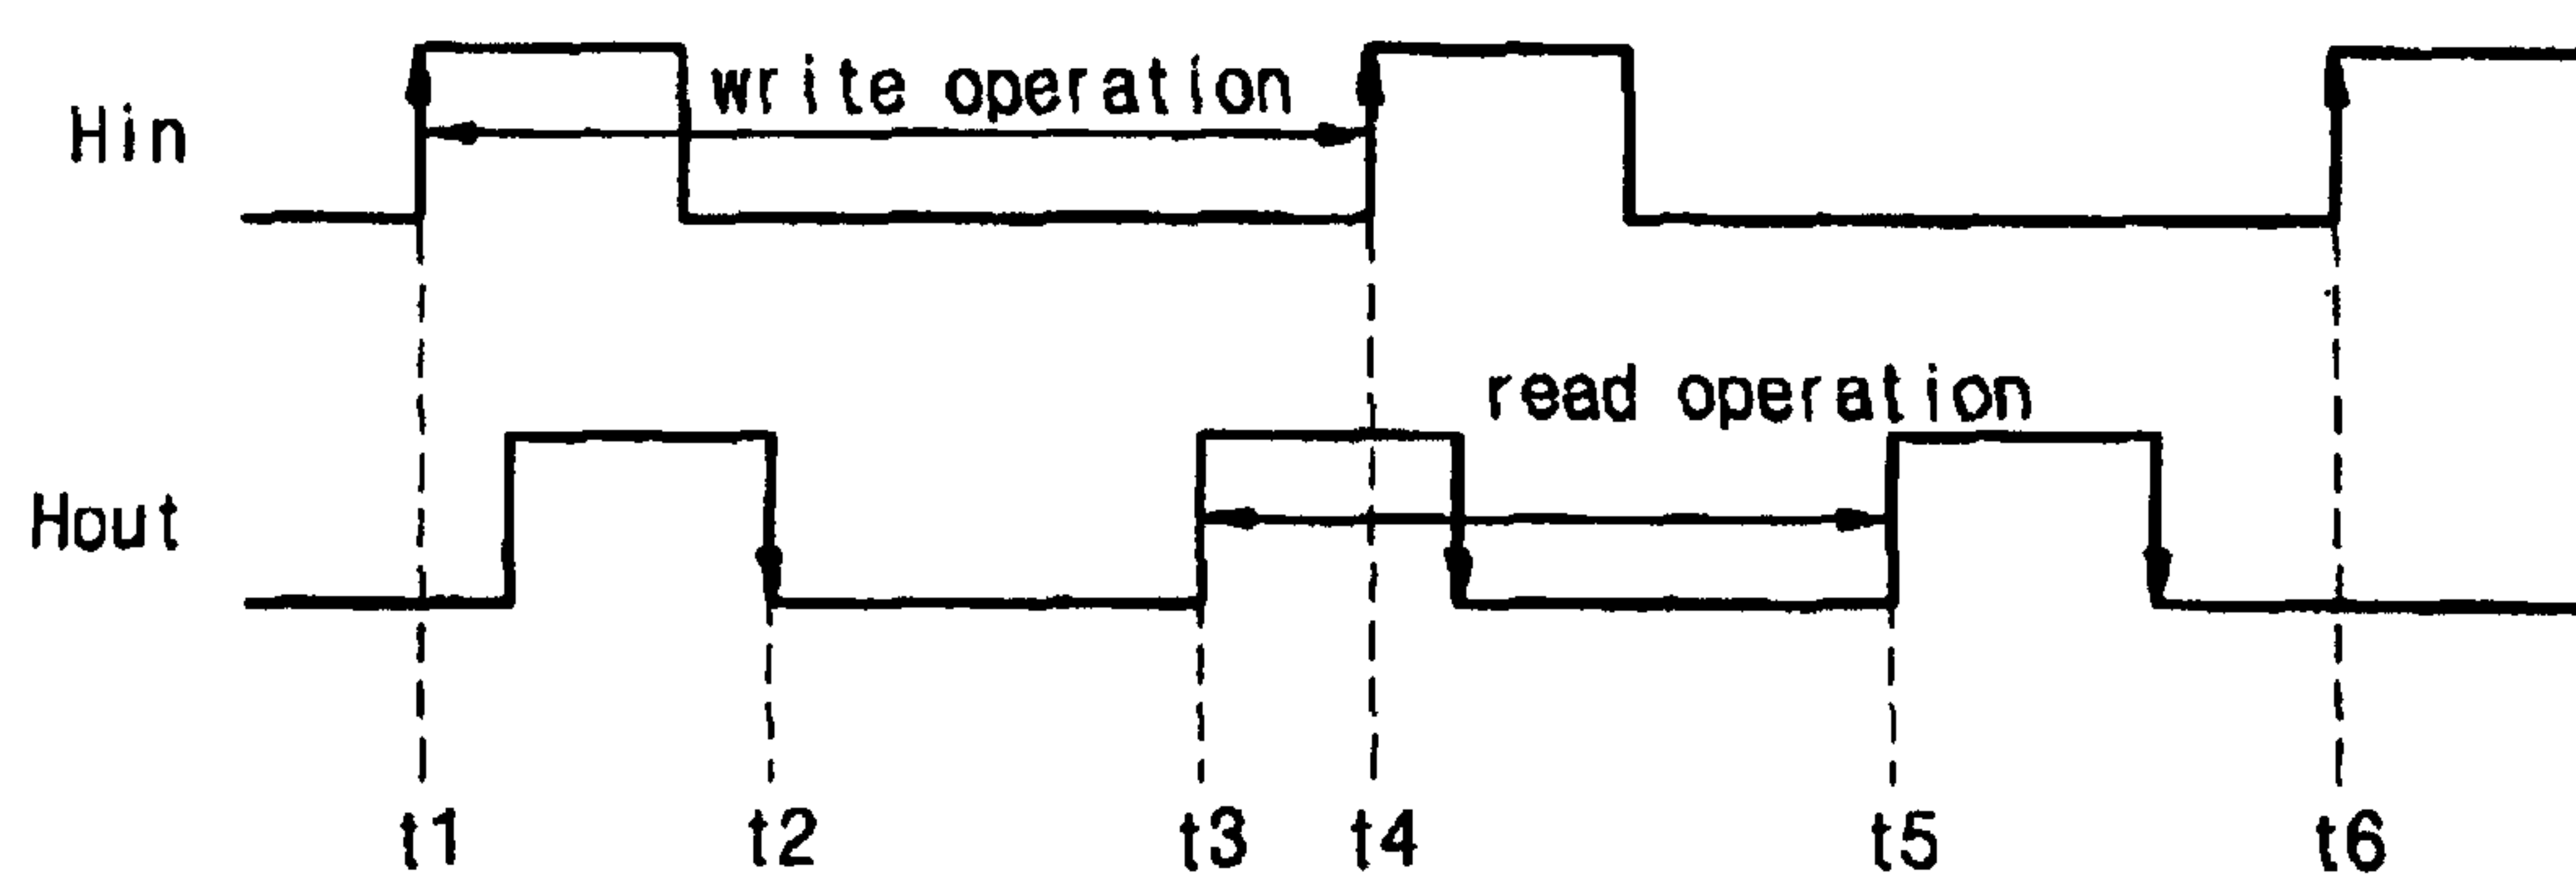 write operation
Hin
read operation
Hout
t1 t2 t3 t4 t5 t6